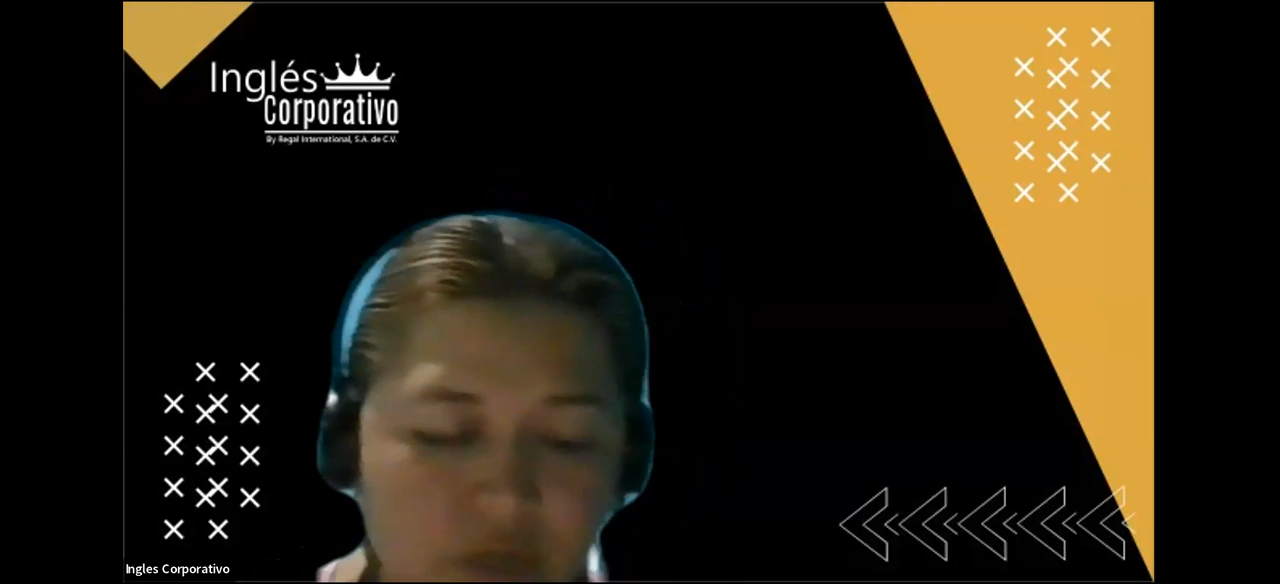 Inglés
Corporativo
By Regal International, S.A. de C.V.
Ingles Corporativo